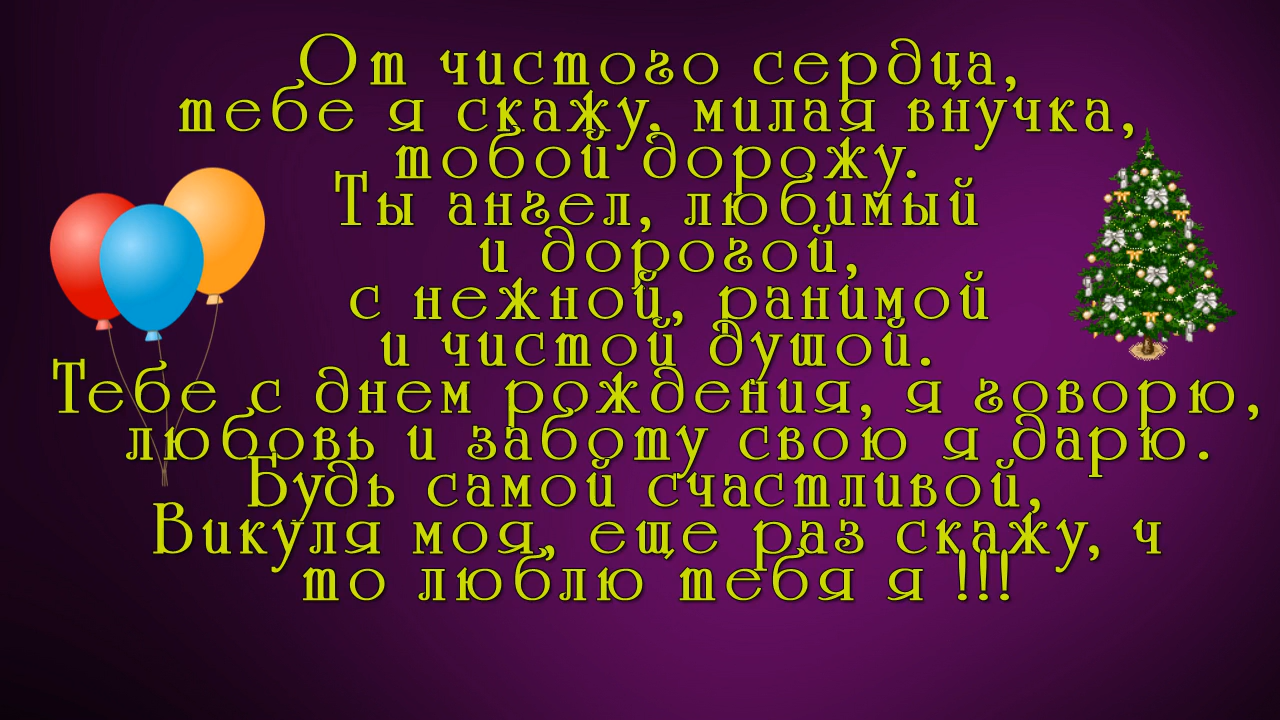 От чистого сердца,
тебе я скажу. милая внучка,
тобой дорожу.
Ты ангел, любимый
и дорогой,
с нежной, ранимой
и чистой душой.
Тебе с днем рождения, я говорю,
любовь и заботу свою я дарю.
Будь самой счастливой,
Викуля моя, еще раз скажу, ч
то люблю тебя я !!!